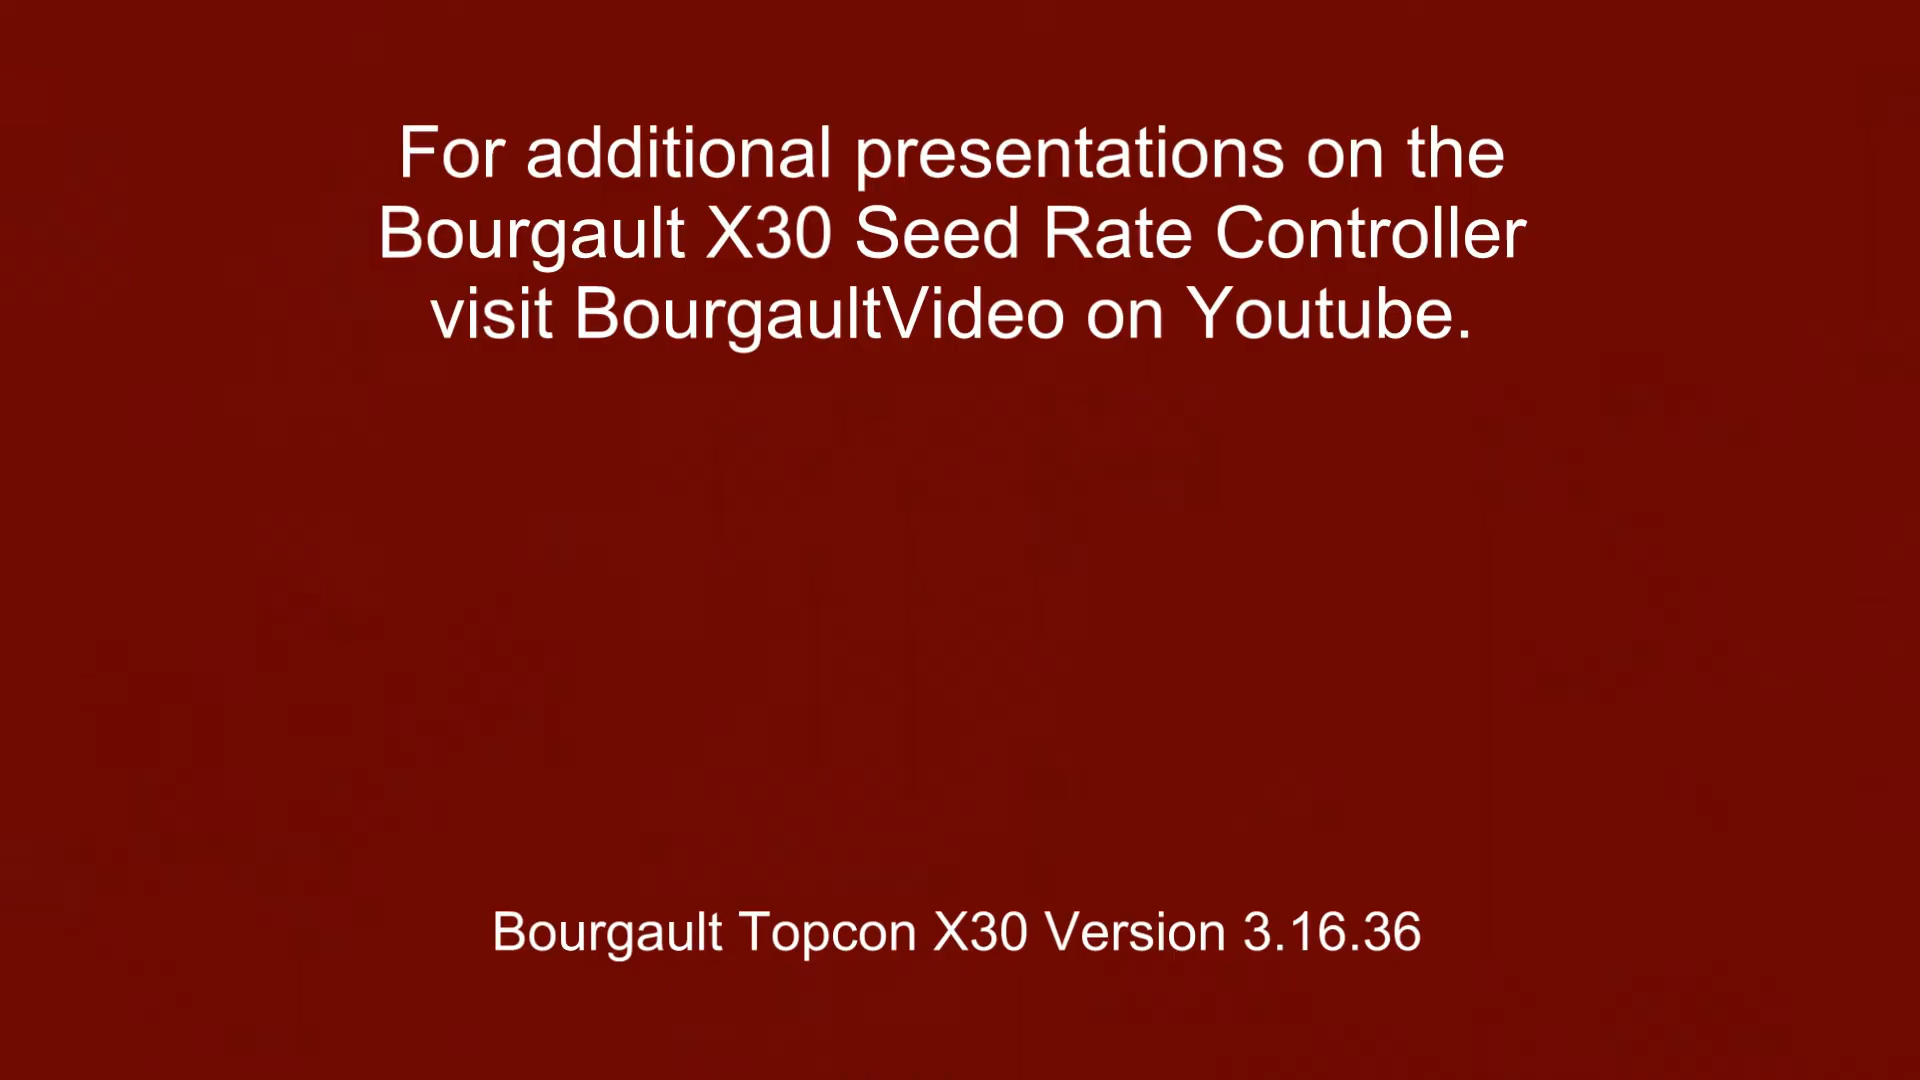 For additional presentations on the
Bourgault X30 Seed Rate Controller
visit BourgaultVideo on Youtube.
Bourgault Topcon X30 Version 3.16.36